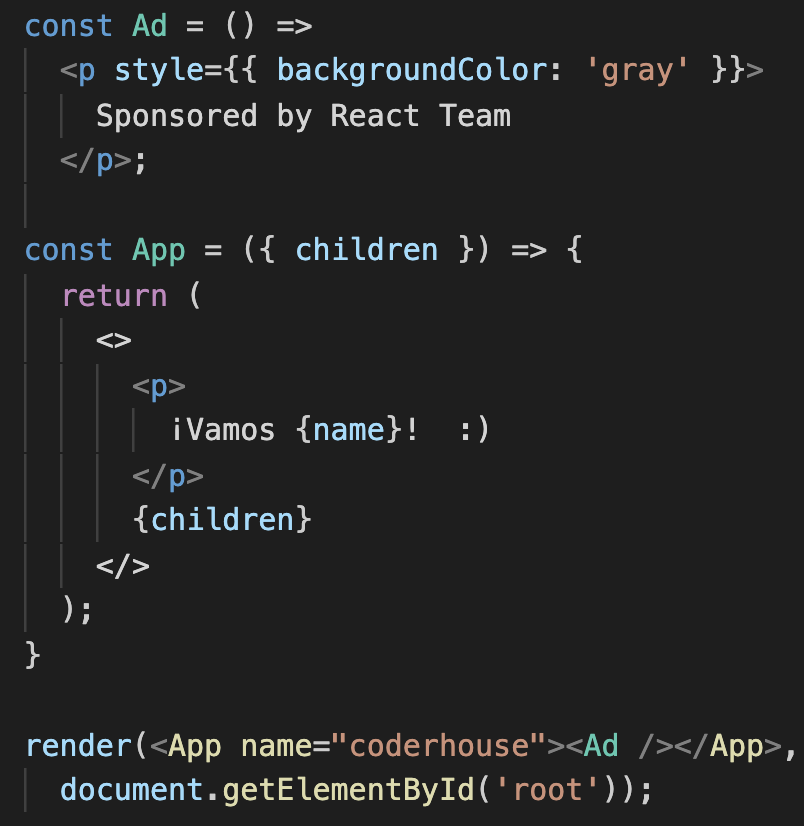 const Ad = () =>
  <p style={{ backgroundColor: 'gray' }}>
    Sponsored by React Team
  </p>;

const App = ({ children }) => {
  return (
    <>
      <p>
        ¡Vamos {name}!  :)
      </p>
      {children}
    </>
  );
}

render(<App name="coderhouse"><Ad /></App>,
  document.getElementById('root'));